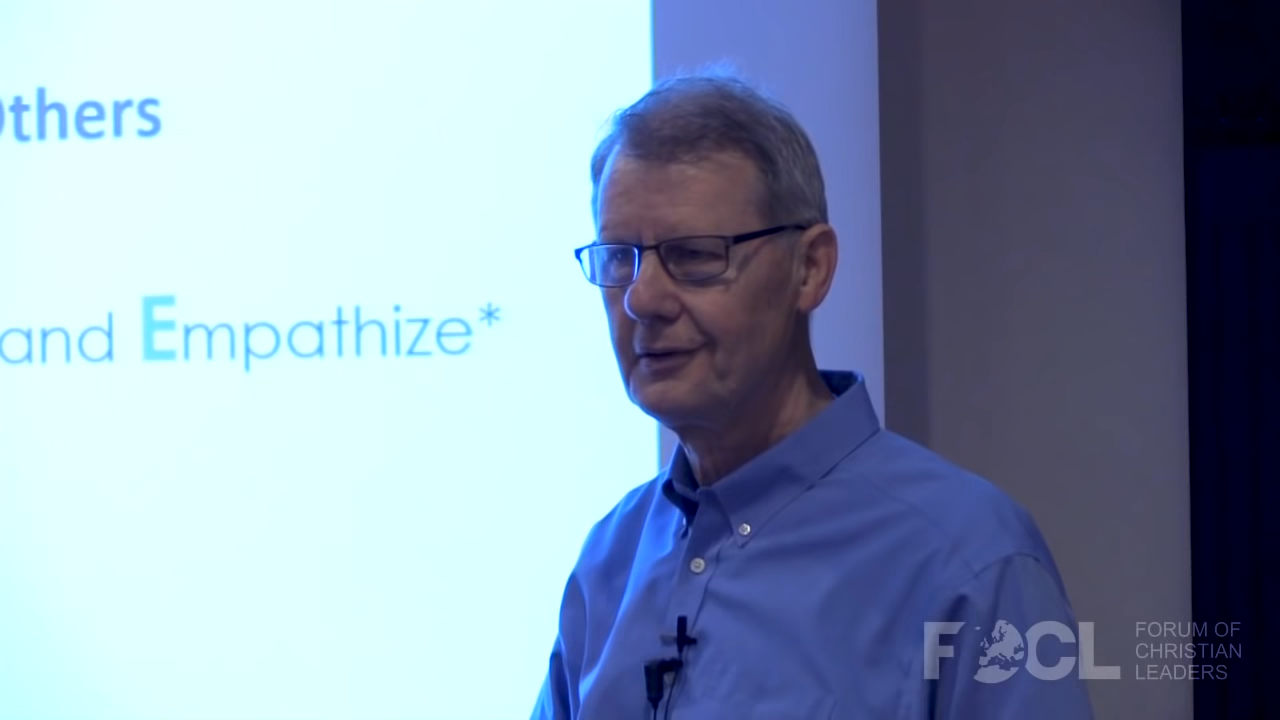 Others
and Empathize*
FOCL
FORUM OF
CHRISTIAN
LEADERS